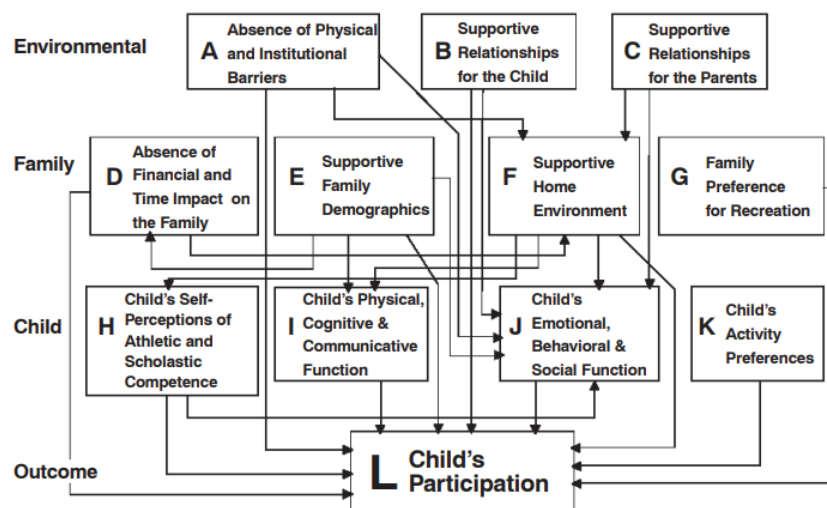 Environmental
A
Absence of Physical
and Institutional
Barriers
B
Supportive
Relationships
for the Child
C
Supportive
Relationships
for the Parents
Family
D
Absence of
Financial and
Time Impact on
the Family
E
Supportive
Family
Demographics
F
Supportive
Home
Environment
G
Family
Preference
for Recreation
Child
H
Child's Self-
Perceptions of
Athletic and
Scholastic
Competence
I
Child's Physical,
Cognitive &
Communicative
Function
J
Child's
Emotional,
Behavioral &
Social Function
K
Child's
Activity
Preferences
Outcome
L
Child's
Participation